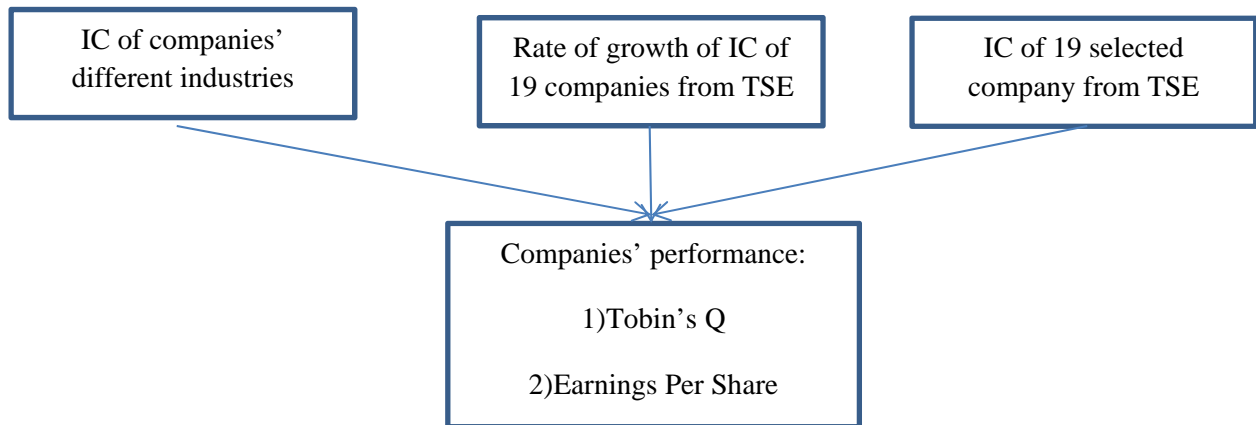 IC of companies’
different industries
Rate of growth of IC of
19 companies from TSE
IC of 19 selected
company from TSE
Companies’ performance:
1)Tobin’s Q
2)Earnings Per Share